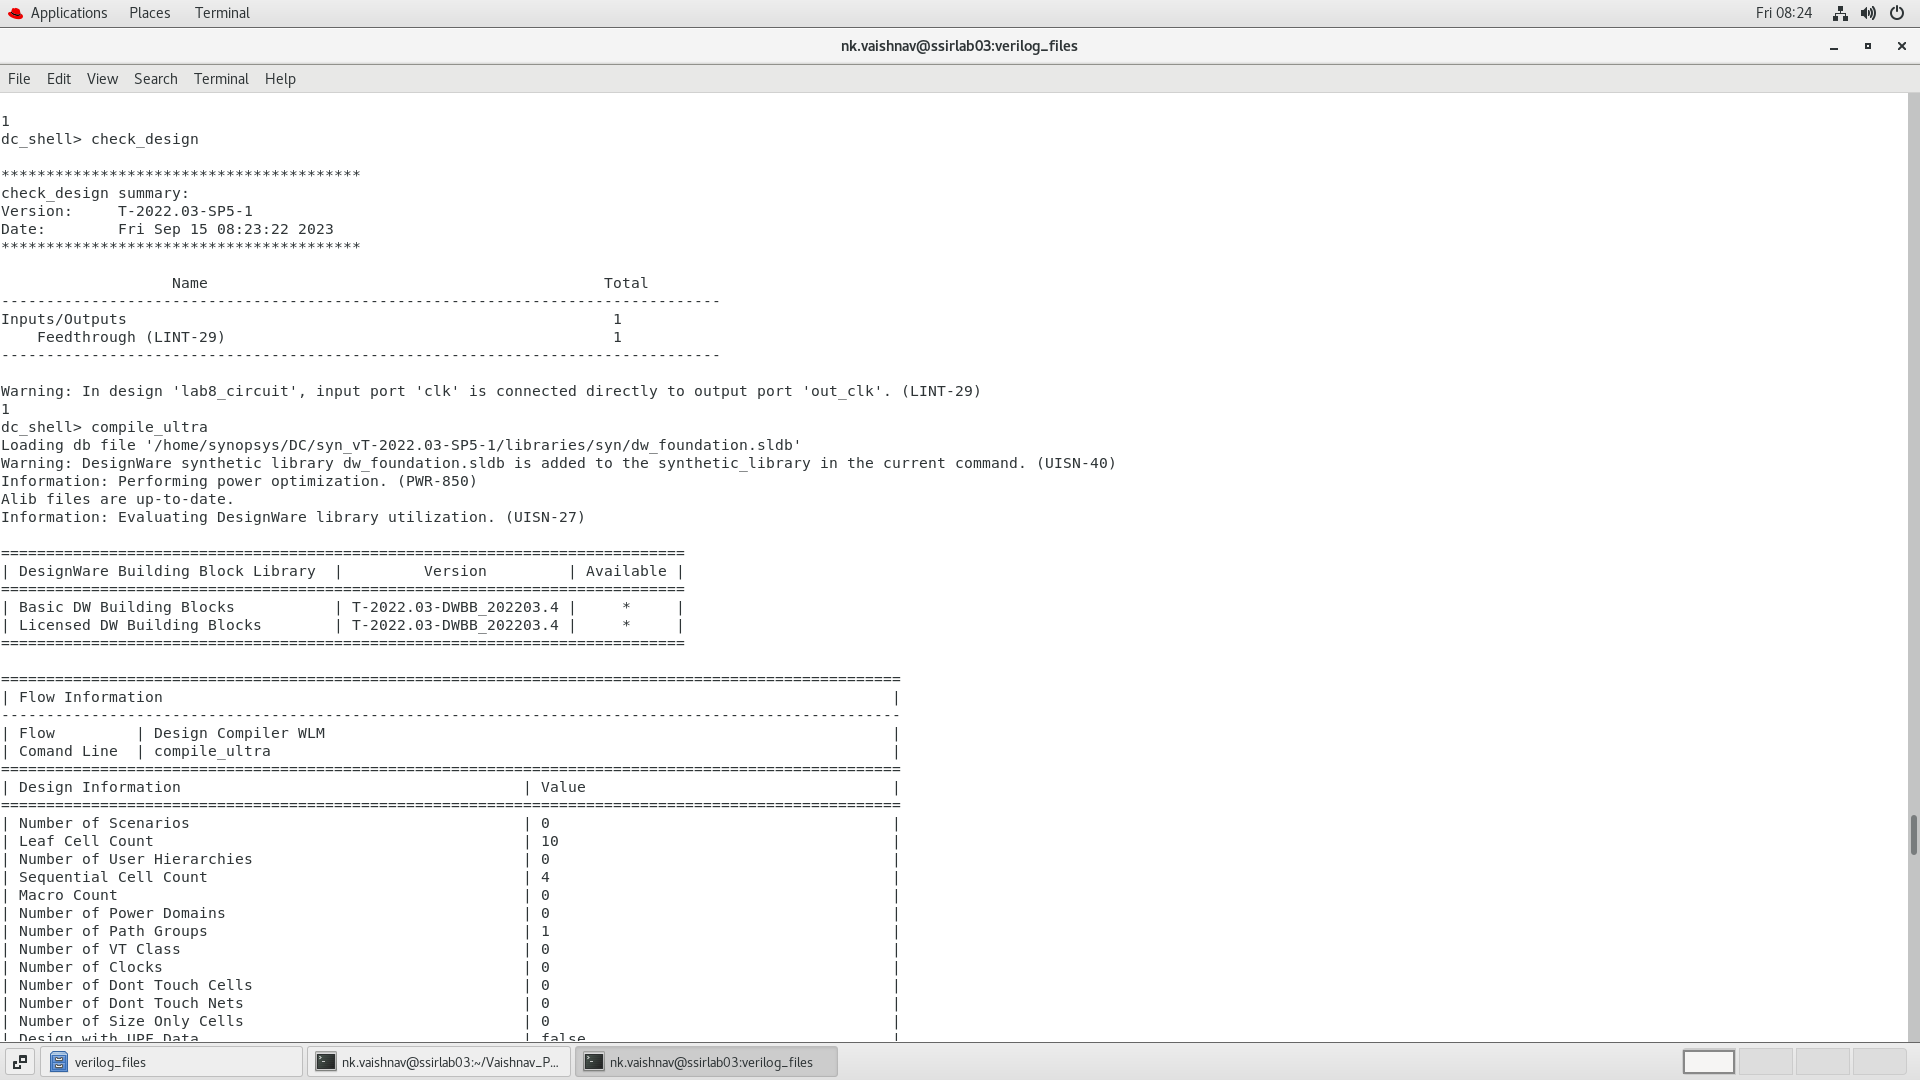 Applications Places Terminal Fri 08:24
nk.vaishnav@ssirlab03:verilog_files
File Edit View Search Terminal Help
1
dc_shell> check_design
****************************************
check_design summary:
Version:     T-2022.03-SP5-1
Date:        Fri Sep 15 08:23:22 2023
****************************************
                   Name                                            Total
--------------------------------------------------------------------------------
Inputs/Outputs                                                      1
    Feedthrough (LINT-29)                                           1
--------------------------------------------------------------------------------
Warning: In design 'lab8_circuit', input port 'clk' is connected directly to output port 'out_clk'. (LINT-29)
1
dc_shell> compile_ultra
Loading db file '/home/synopsys/DC/syn_vT-2022.03-SP5-1/libraries/syn/dw_foundation.sldb'
Warning: DesignWare synthetic library dw_foundation.sldb is added to the synthetic_library in the current command. (UISN-40)
Information: Performing power optimization. (PWR-850)
Alib files are up-to-date.
Information: Evaluating DesignWare library utilization. (UISN-27)
============================================================================
| DesignWare Building Block Library  |         Version         | Available |
============================================================================
| Basic DW Building Blocks           | T-2022.03-DWBB_202203.4 |     *     |
| Licensed DW Building Blocks        | T-2022.03-DWBB_202203.4 |     *     |
============================================================================
====================================================================================================
| Flow Information                                                                                 |
----------------------------------------------------------------------------------------------------
| Flow         | Design Compiler WLM                                                               |
| Comand Line  | compile_ultra                                                                     |
====================================================================================================
| Design Information                                      | Value                                  |
====================================================================================================
| Number of Scenarios                                     | 0                                      |
| Leaf Cell Count                                         | 10                                     |
| Number of User Hierarchies                              | 0                                      |
| Sequential Cell Count                                   | 4                                      |
| Macro Count                                             | 0                                      |
| Number of Power Domains                                 | 0                                      |
| Number of Path Groups                                   | 1                                      |
| Number of VT Class                                      | 0                                      |
| Number of Clocks                                        | 0                                      |
| Number of Dont Touch Cells                              | 0                                      |
| Number of Dont Touch Nets                               | 0                                      |
| Number of Size Only Cells                               | 0                                      |
| Design with UPF Data                                    | false                                  |
verilog_files nk.vaishnav@ssirlab03:~/Vaishnav_P... nk.vaishnav@ssirlab03:verilog_files